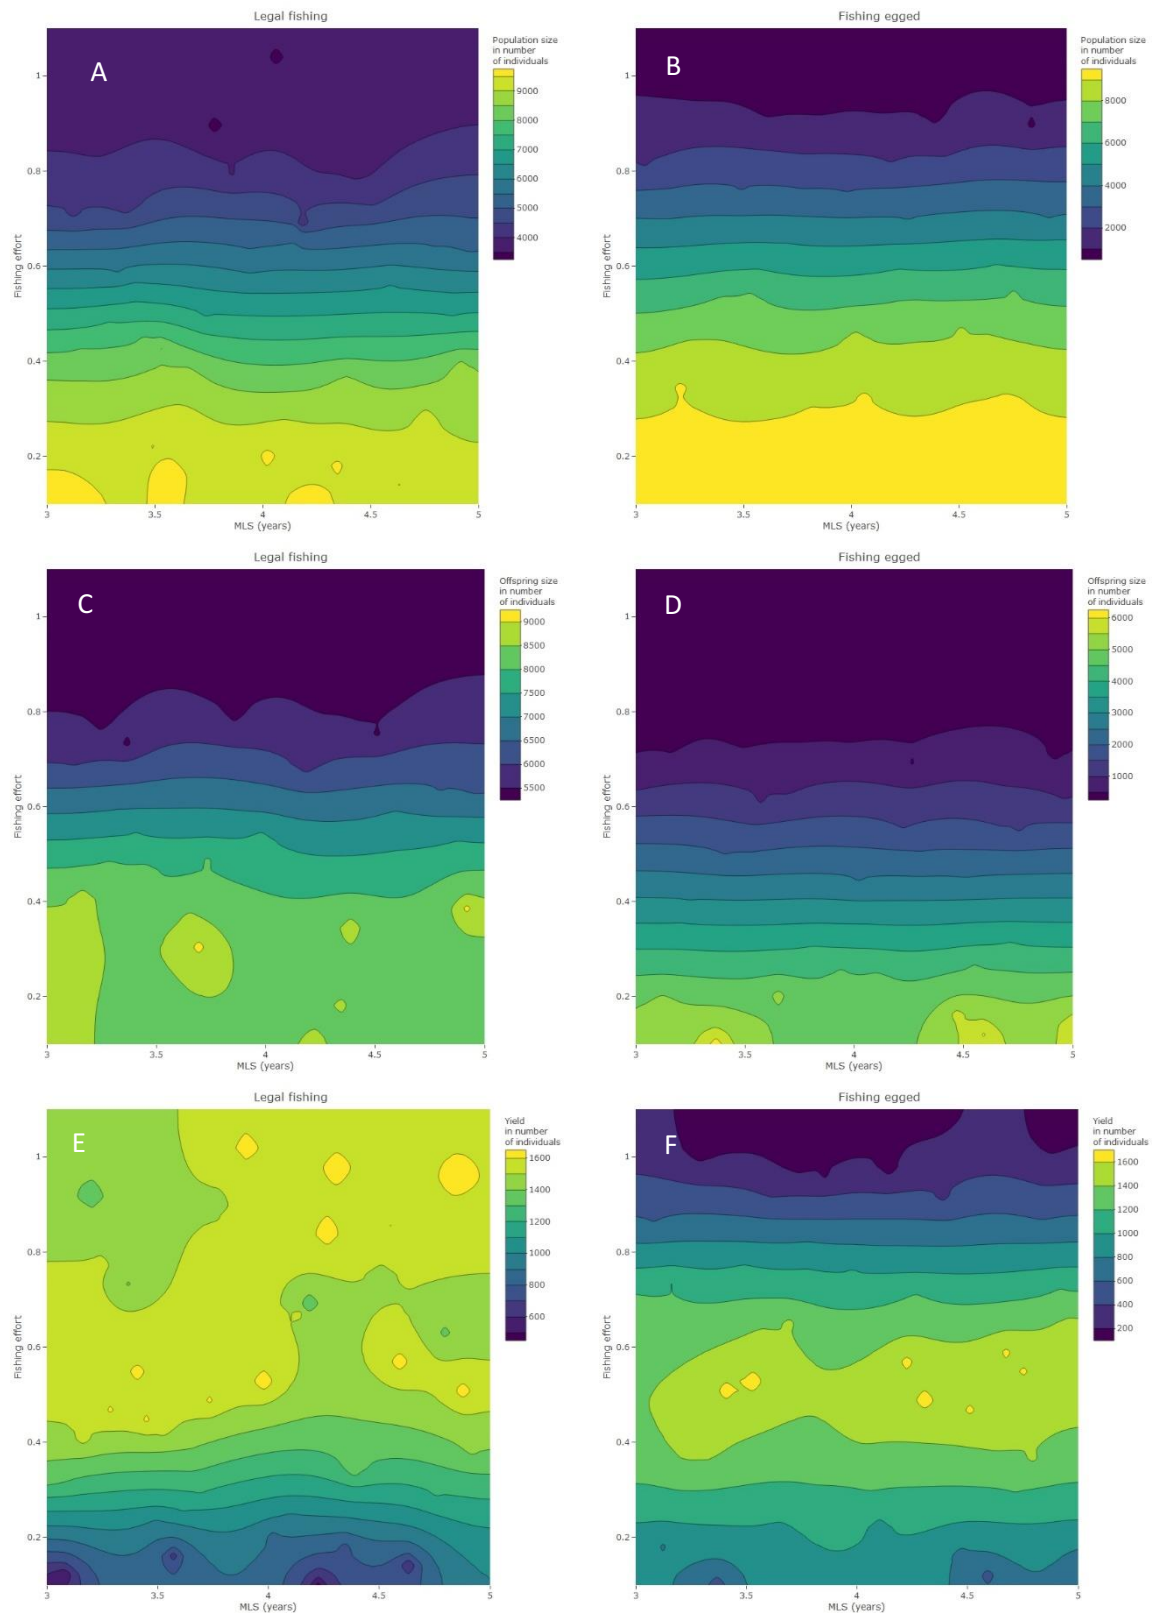 Legal fishing
A
Population size
in number
of individuals
9000
8000
7000
6000
5000
4000
1
0.8
0.6
0.4
0.2
Fishing effort
3
3.5
4
4.5
5
MLS (years)
Fishing egged
B
Population size
in number
of individuals
8000
6000
4000
2000
1
0.8
0.6
0.4
0.2
Fishing effort
3
3.5
4
4.5
5
MLS (years)
Legal fishing
C
Offspring size
in number
of individuals
9000
8500
8000
7500
7000
6500
6000
5500
1
0.8
0.6
0.4
0.2
Fishing effort
3
3.5
4
4.5
5
MLS (years)
Fishing egged
D
Offspring size
in number
of individuals
6000
5000
4000
3000
2000
1000
1
0.8
0.6
0.4
0.2
Fishing effort
3
3.5
4
4.5
5
MLS (years)
Legal fishing
E
Yield
in number
of individuals
1600
1400
1200
1000
800
600
1
0.8
0.6
0.4
0.2
Fishing effort
3
3.5
4
4.5
5
MLS (years)
Fishing egged
F
Yield
in number
of individuals
1600
1400
1200
1000
800
600
400
200
1
0.8
0.6
0.4
0.2
Fishing effort
3
3.5
4
4.5
5
MLS (years)